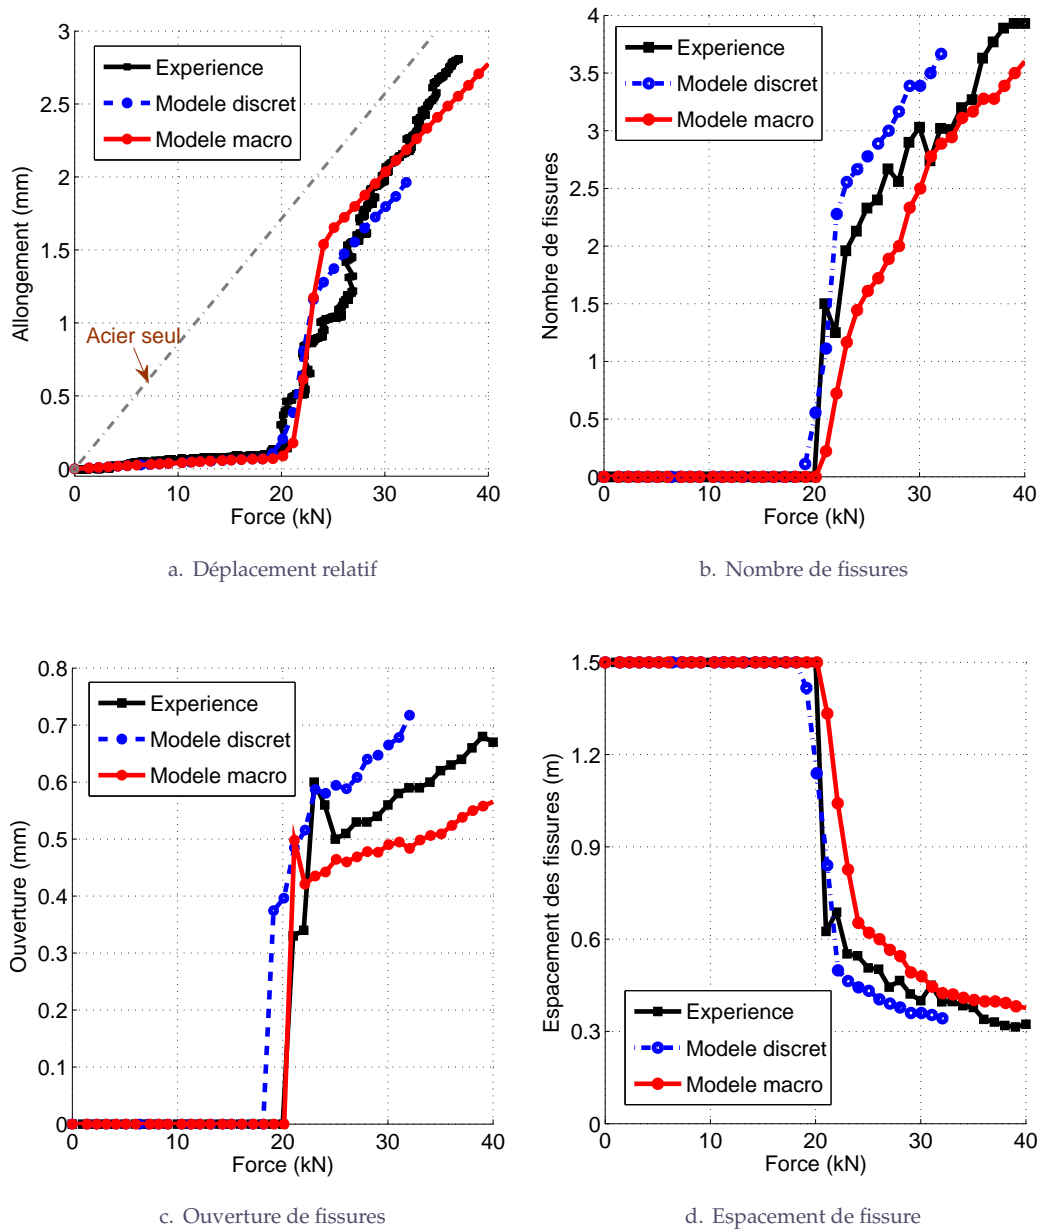 3
2.5
2
1.5
1
0.5
0
0
10
20
30
40
Allongement (mm)
Force (kN)
Experience
Modele discret
Modele macro
Acier seul
a. Déplacement relatif
4
3.5
3
2.5
2
1.5
1
0.5
0
0
10
20
30
40
Nombre de fissures
Force (kN)
Experience
Modele discret
Modele macro
b. Nombre de fissures
0.8
0.7
0.6
0.5
0.4
0.3
0.2
0.1
0
0
10
20
30
40
Ouverture (mm)
Force (kN)
Experience
Modele discret
Modele macro
c. Ouverture de fissures
1.5
1.2
0.9
0.6
0.3
0
0
10
20
30
40
Espacement des fissures (m)
Force (kN)
Experience
Modele discret
Modele macro
d. Espacement de fissure